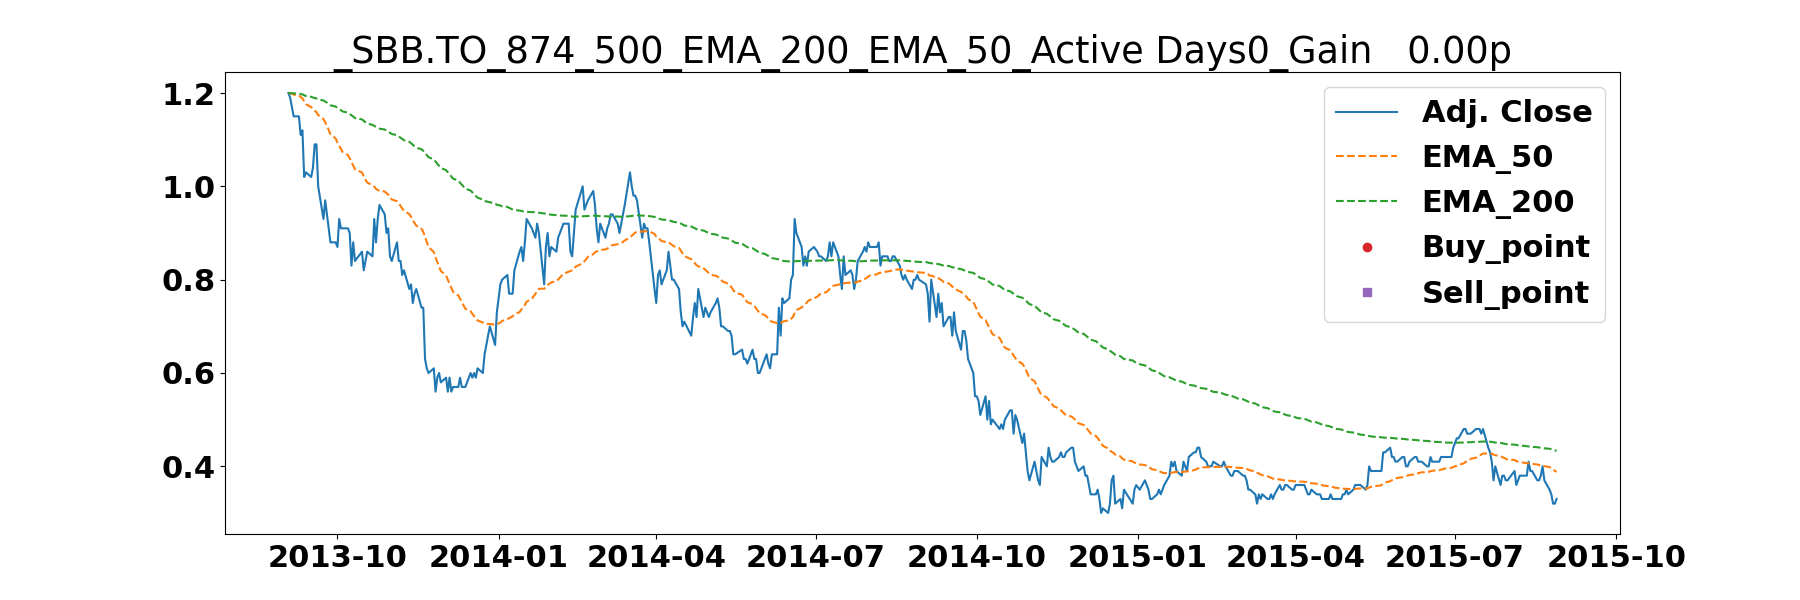 _SBB.TO_874_500_EMA_200_EMA_50_Active Days0_Gain   0.00p
1.2
1.0
0.8
0.6
0.4
Adj. Close
EMA_50
EMA_200
Buy_point
Sell_point
2013-10 2014-01 2014-04 2014-07 2014-10 2015-01 2015-04 2015-07 2015-10